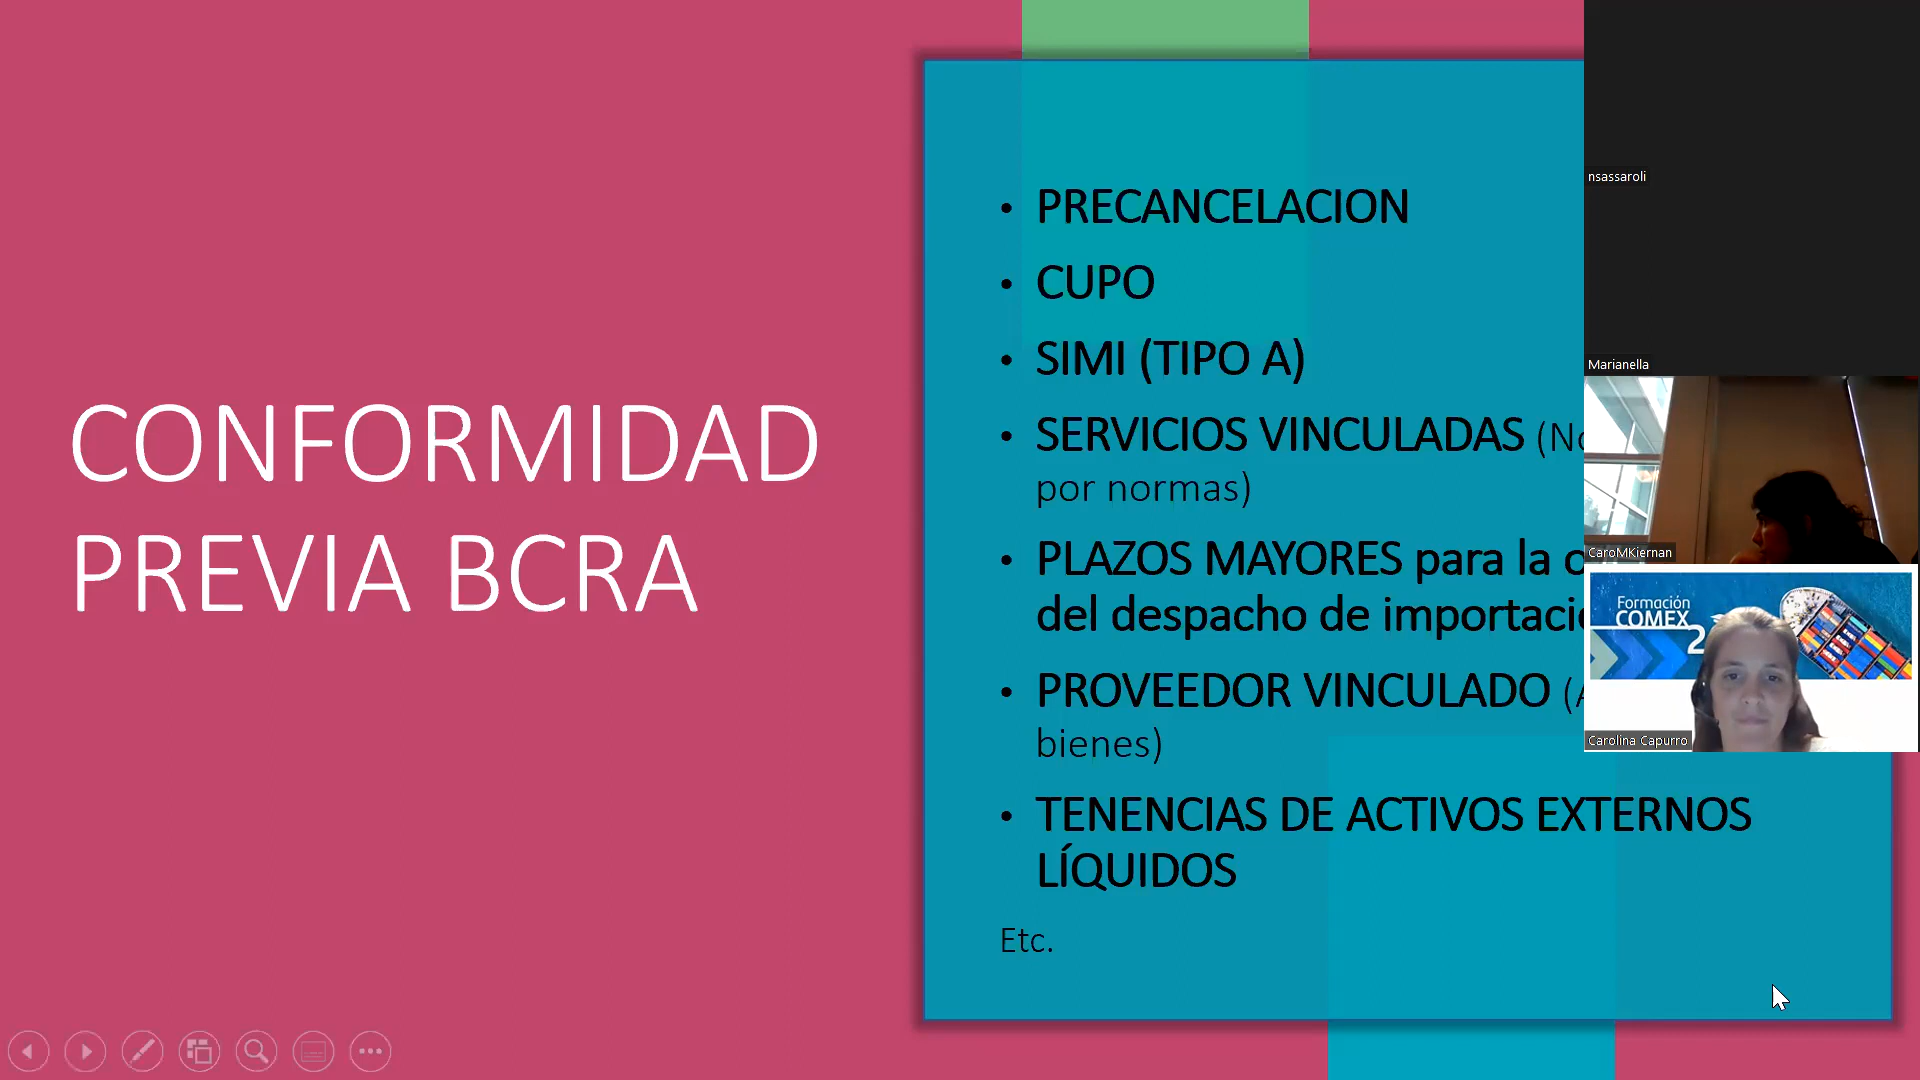 CONFORMIDAD
PREVIA BCRA
• PRECANCELACION
• CUPO
• SIMI (TIPO A)
• SERVICIOS VINCULADAS
por normas)
• PLAZOS MAYORES para la
del despacho de
• PROVEEDOR VINCULADO
bienes)
• TENENCIAS DE ACTIVOS EXTERNOS
LÍQUIDOS
Etc.
nsassaroli
Marianella
CaroMKiernan
Formación
COMEX
Carolina Capurro